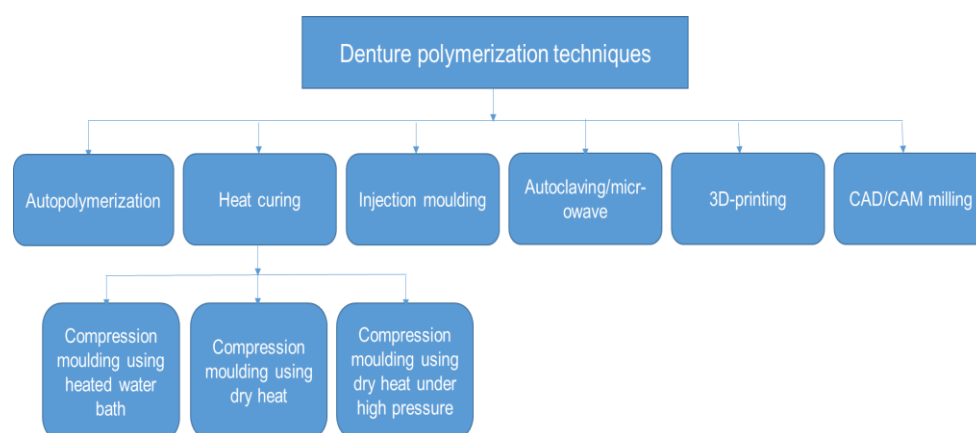 Denture polymerization techniques
Autopolymerization
Heat curing
Injection moulding
Autoclaving/micr-
owave
3D-printing
CAD/CAM milling
Compression
moulding using
heated water
bath
Compression
moulding using
dry heat
Compression
moulding using
dry heat under
high pressure